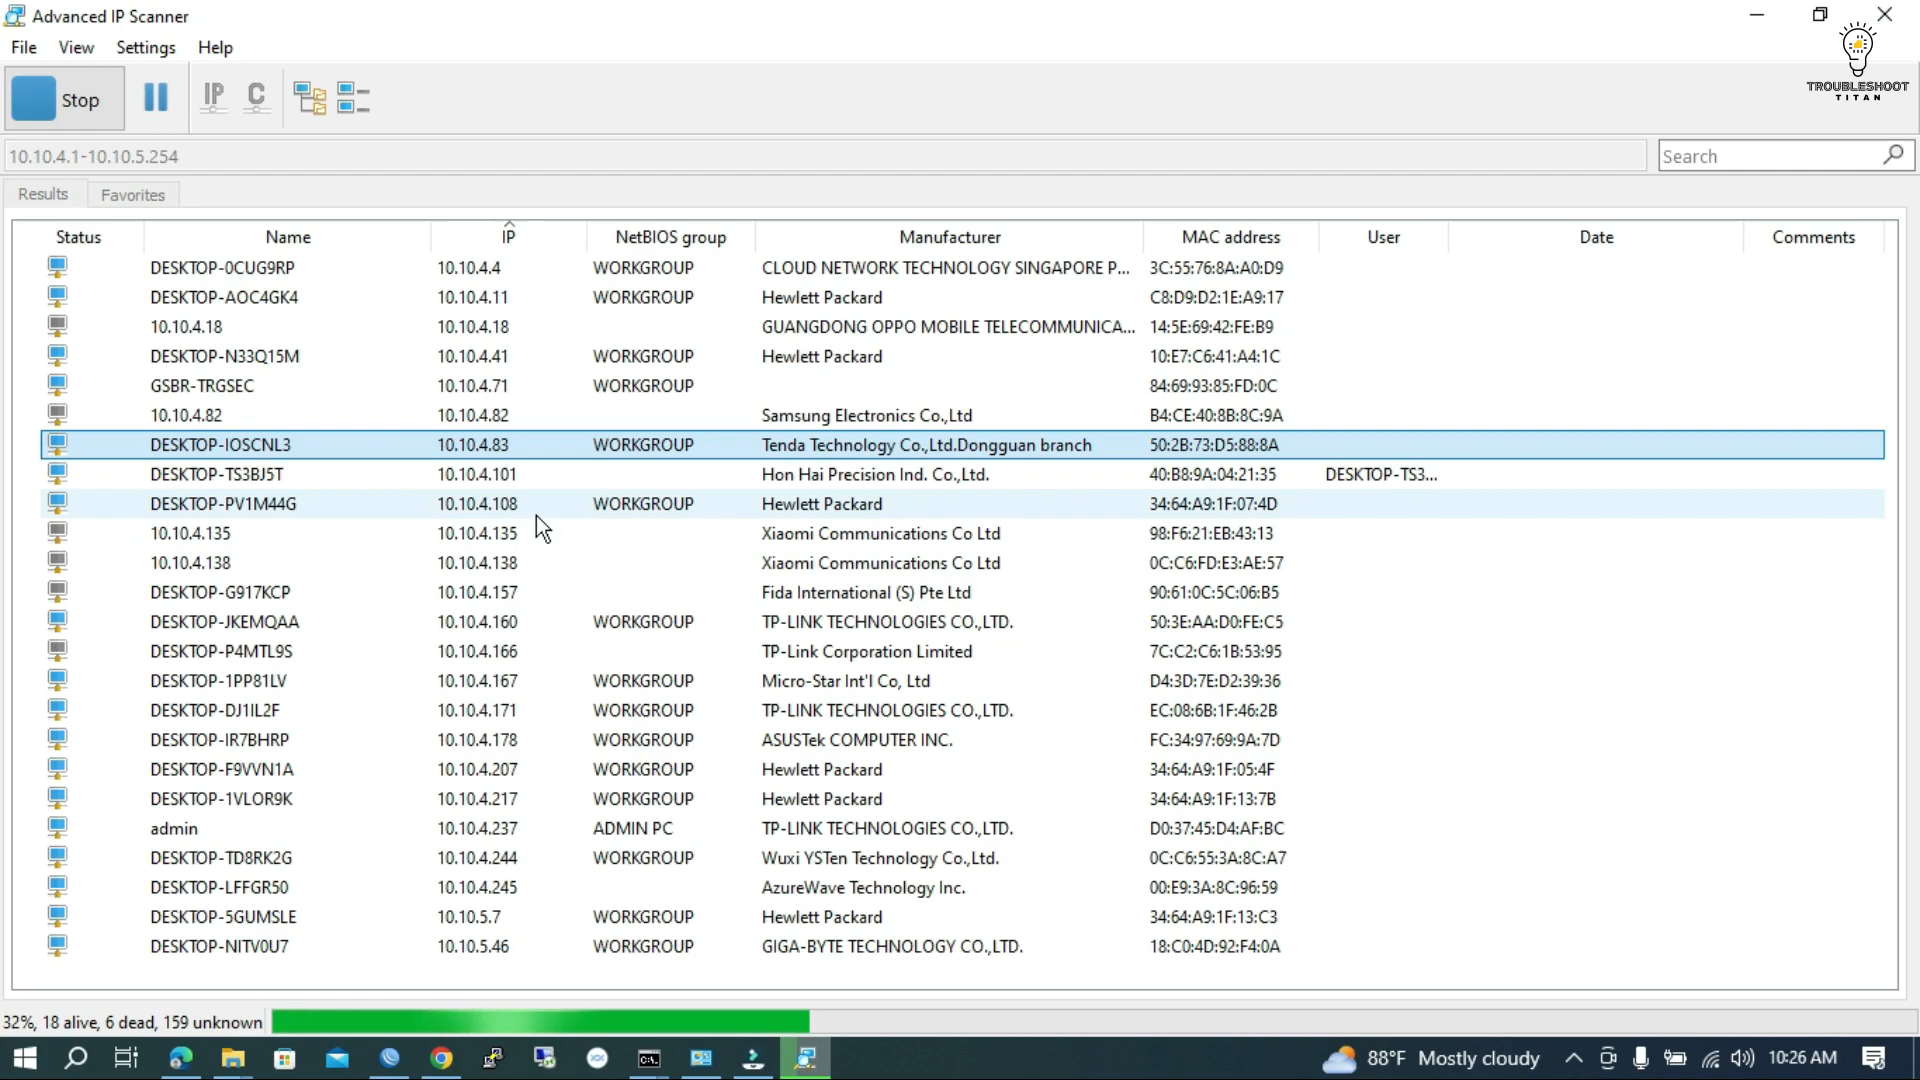 Advanced IP Scanner
File View Settings Help
Stop IP C
TROUBLESHOOT
TITAN
10.10.4.1-10.10.5.254 Search
Results Favorites
Status Name IP NetBIOS group Manufacturer MAC address User Date Comments
DESKTOP-0CUG9RP 10.10.4.4 WORKGROUP CLOUD NETWORK TECHNOLOGY SINGAPORE P... 3C:55:76:8A:A0:D9
DESKTOP-AOC4GK4 10.10.4.11 WORKGROUP Hewlett Packard C8:D9:D2:1E:A9:17
10.10.4.18 10.10.4.18 GUANGDONG OPPO MOBILE TELECOMMUNICA... 14:5E:69:42:FE:B9
DESKTOP-N33Q15M 10.10.4.41 WORKGROUP Hewlett Packard 10:E7:C6:41:A4:1C
GSBR-TRGSEC 10.10.4.71 WORKGROUP 84:69:93:85:FD:0C
10.10.4.82 10.10.4.82 Samsung Electronics Co.,Ltd B4:CE:40:8B:8C:9A
DESKTOP-IOSCNL3 10.10.4.83 WORKGROUP Tenda Technology Co.,Ltd.Dongguan branch 50:2B:73:D5:88:8A
DESKTOP-TS3BJ5T 10.10.4.101 Hon Hai Precision Ind. Co.,Ltd. 40:B8:9A:04:21:35 DESKTOP-TS3...
DESKTOP-PV1M44G 10.10.4.108 WORKGROUP Hewlett Packard 34:64:A9:1F:07:4D
10.10.4.135 10.10.4.135 Xiaomi Communications Co Ltd 98:F6:21:EB:43:13
10.10.4.138 10.10.4.138 Xiaomi Communications Co Ltd 0C:C6:FD:E3:AE:57
DESKTOP-G917KCP 10.10.4.157 Fida International (S) Pte Ltd 90:61:0C:5C:06:B5
DESKTOP-JKEMQAA 10.10.4.160 WORKGROUP TP-LINK TECHNOLOGIES CO.,LTD. 50:3E:AA:D0:FE:C5
DESKTOP-P4MTL9S 10.10.4.166 TP-Link Corporation Limited 7C:C2:C6:1B:53:95
DESKTOP-1PP81LV 10.10.4.167 WORKGROUP Micro-Star Int'l Co, Ltd D4:3D:7E:D2:39:36
DESKTOP-DJ1IL2F 10.10.4.171 WORKGROUP TP-LINK TECHNOLOGIES CO.,LTD. EC:08:6B:1F:46:2B
DESKTOP-IR7BHRP 10.10.4.178 WORKGROUP ASUSTek COMPUTER INC. FC:34:97:69:9A:7D
DESKTOP-F9VVN1A 10.10.4.207 WORKGROUP Hewlett Packard 34:64:A9:1F:05:4F
DESKTOP-1VLOR9K 10.10.4.217 WORKGROUP Hewlett Packard 34:64:A9:1F:13:7B
admin 10.10.4.237 ADMIN PC TP-LINK TECHNOLOGIES CO.,LTD. D0:37:45:D4:AF:BC
DESKTOP-TD8RK2G 10.10.4.244 WORKGROUP Wuxi YSTen Technology Co.,Ltd. 0C:C6:55:3A:8C:A7
DESKTOP-LFFGR50 10.10.4.245 AzureWave Technology Inc. 00:E9:3A:8C:96:59
DESKTOP-5GUMSLE 10.10.5.7 WORKGROUP Hewlett Packard 34:64:A9:1F:13:C3
DESKTOP-NITV0U7 10.10.5.46 WORKGROUP GIGA-BYTE TECHNOLOGY CO.,LTD. 18:C0:4D:92:F4:0A
32%, 18 alive, 6 dead, 159 unknown
88°F Mostly cloudy 10:26 AM